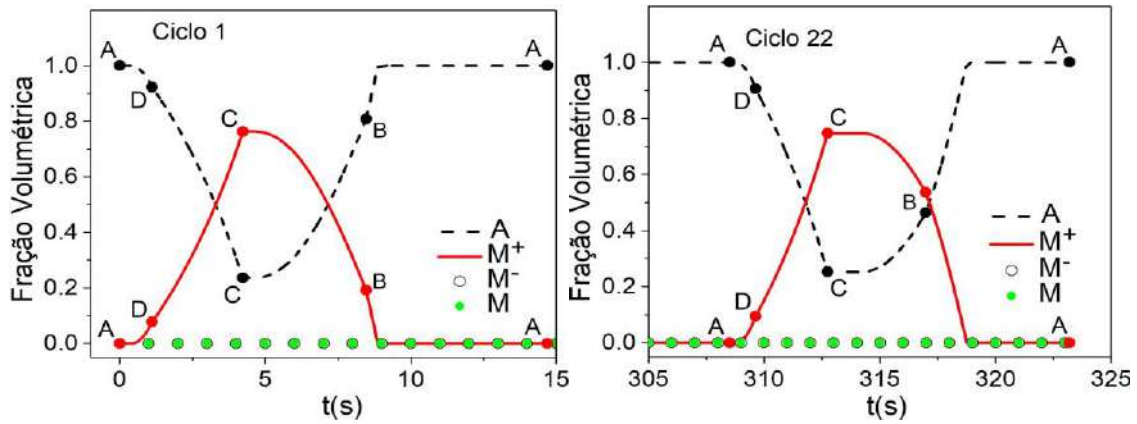 Ciclo 1
Fração Volumétrica
1.0
0.8
0.6
0.4
0.2
0.0
A
D
C
C
B
B
A
A
A
A
M+
M-
M
0
5
10
15
t(s)
Ciclo 22
Fração Volumétrica
1.0
0.8
0.6
0.4
0.2
0.0
A
D
C
C
B
D
A
A
A
A
M+
M-
M
305
310
315
320
325
t(s)